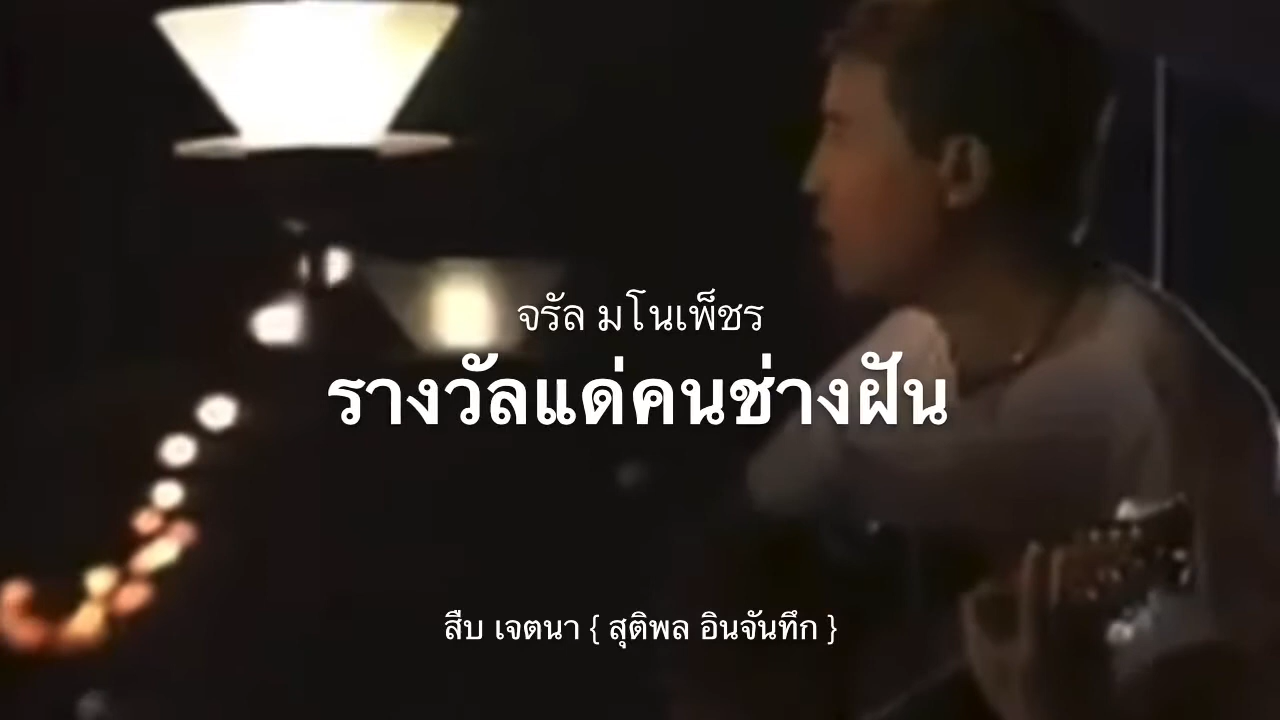 จรัล มโนเพ็ชร
รางวัลแด่คนช่างฝัน
สืบ เจตนา { สุติพล อินจันทึก }